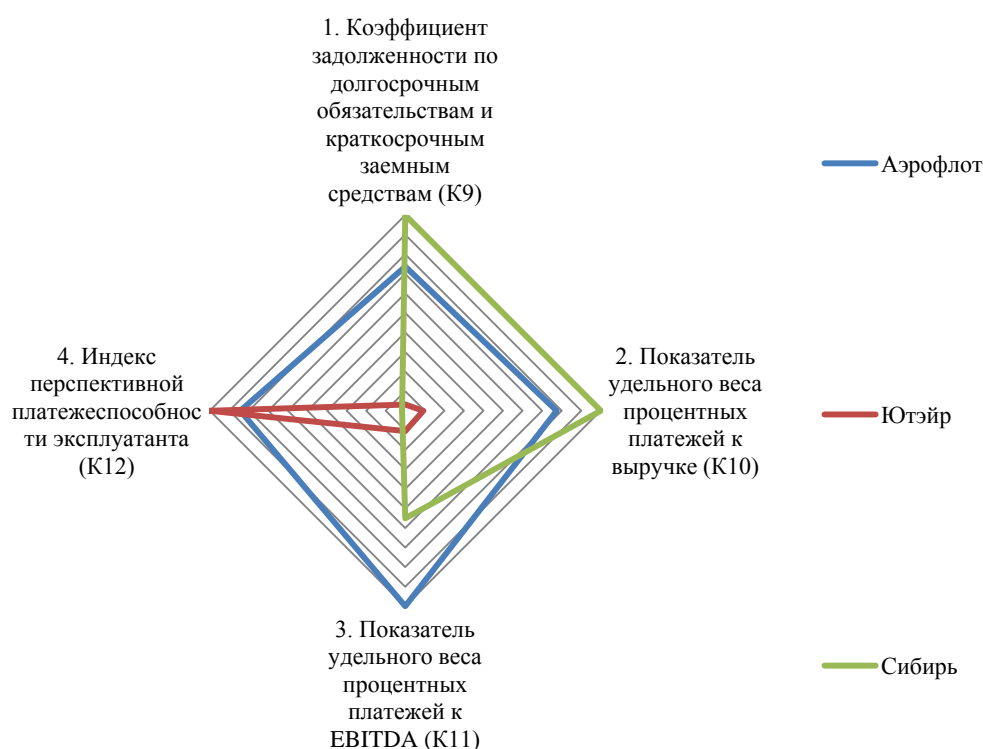 1. Коэффициент
задолженности по
долгосрочным
обязательствам и
краткосрочным
заемным
средствам (К9)
2. Показатель
удельного веса
процентных
платежей к
выручке (К10)
3. Показатель
удельного веса
процентных
платежей к
EBITDA (К11)
4. Индекс
перспективной
платежеспособнос
ти эксплуатанта
(К12)
Аэрофлот
Ютэйр
Сибирь